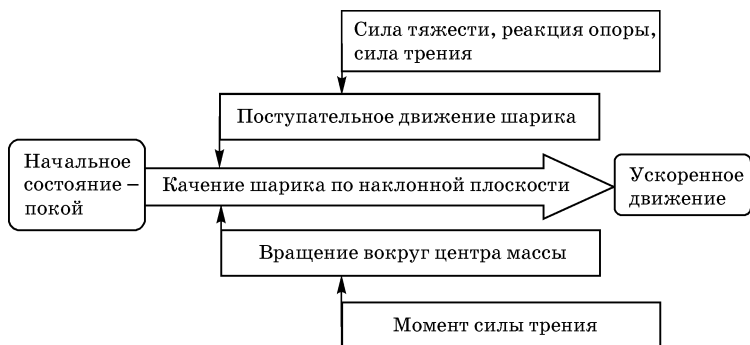 Сила тяжести, реакция опоры,
сила трения
Поступательное движение шарика
Начальное
состояние –
покой
Качение шарика по наклонной плоскости
Ускоренное
движение
Вращение вокруг центра массы
Момент силы трения